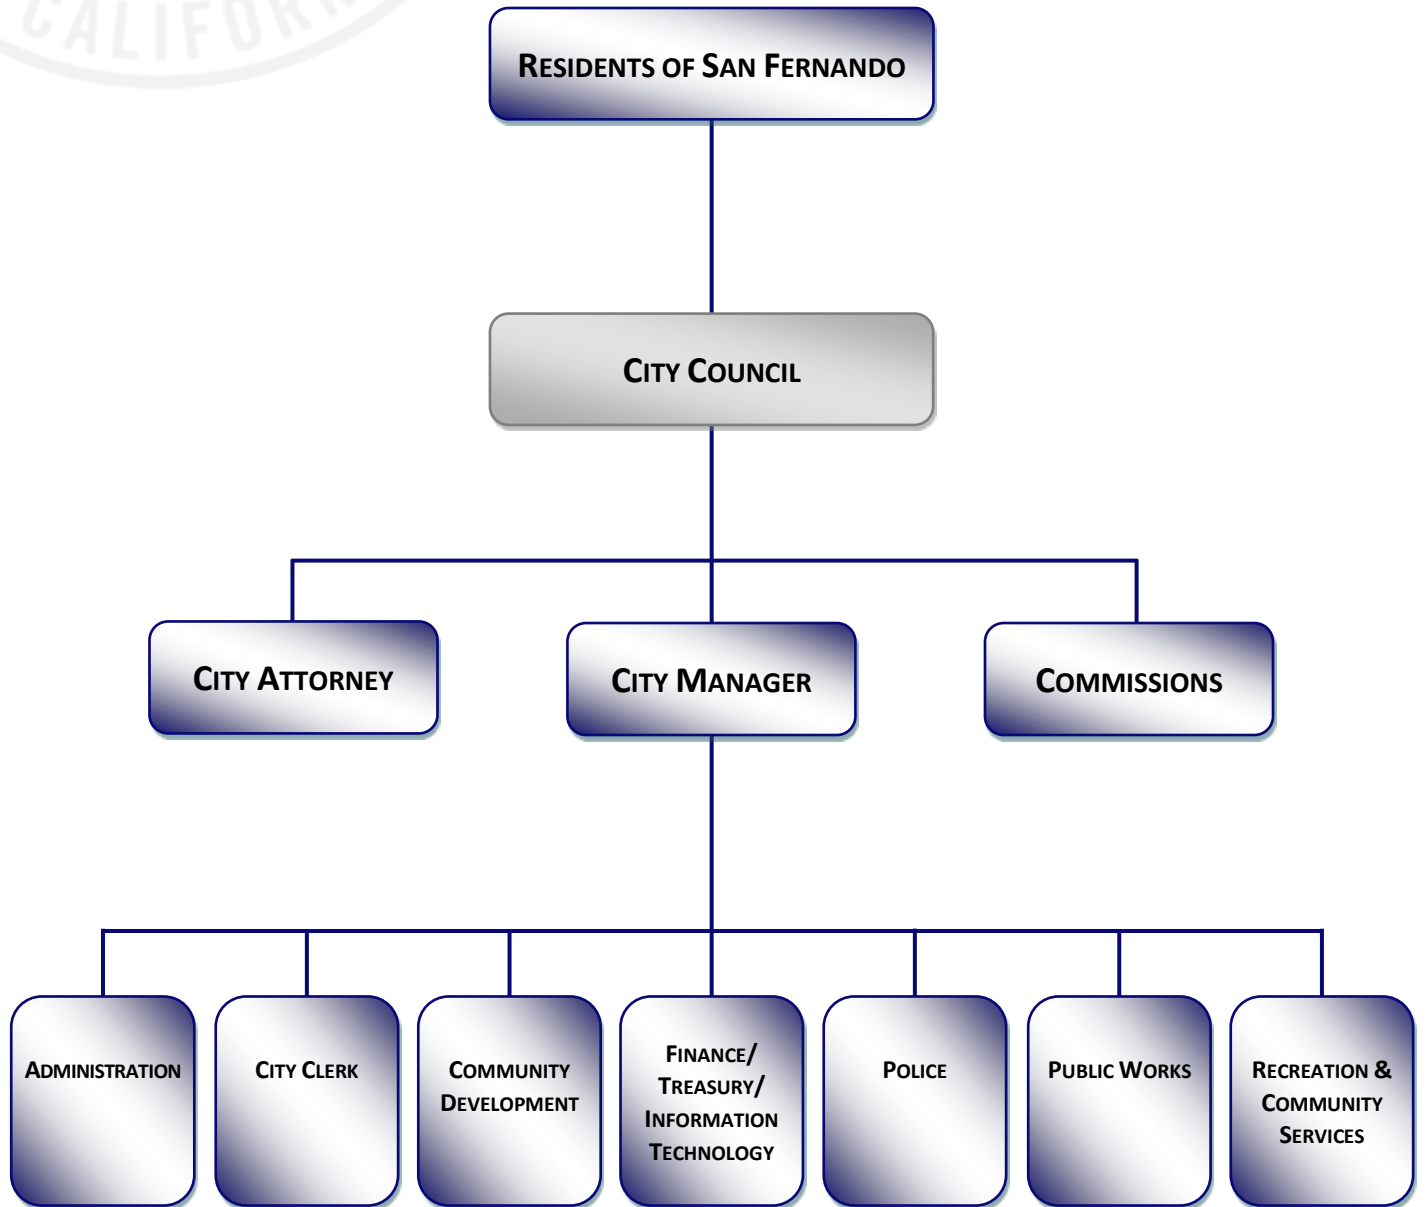 CALIFORN
RESIDENTS OF SAN FERNANDO
CITY COUNCIL
CITY ATTORNEY
CITY MANAGER
COMMISSIONS
ADMINISTRATION
CITY CLERK
COMMUNITY
DEVELOPMENT
FINANCE/
TREASURY/
INFORMATION
TECHNOLOGY
POLICE
PUBLIC WORKS
RECREATION &
COMMUNITY
SERVICES